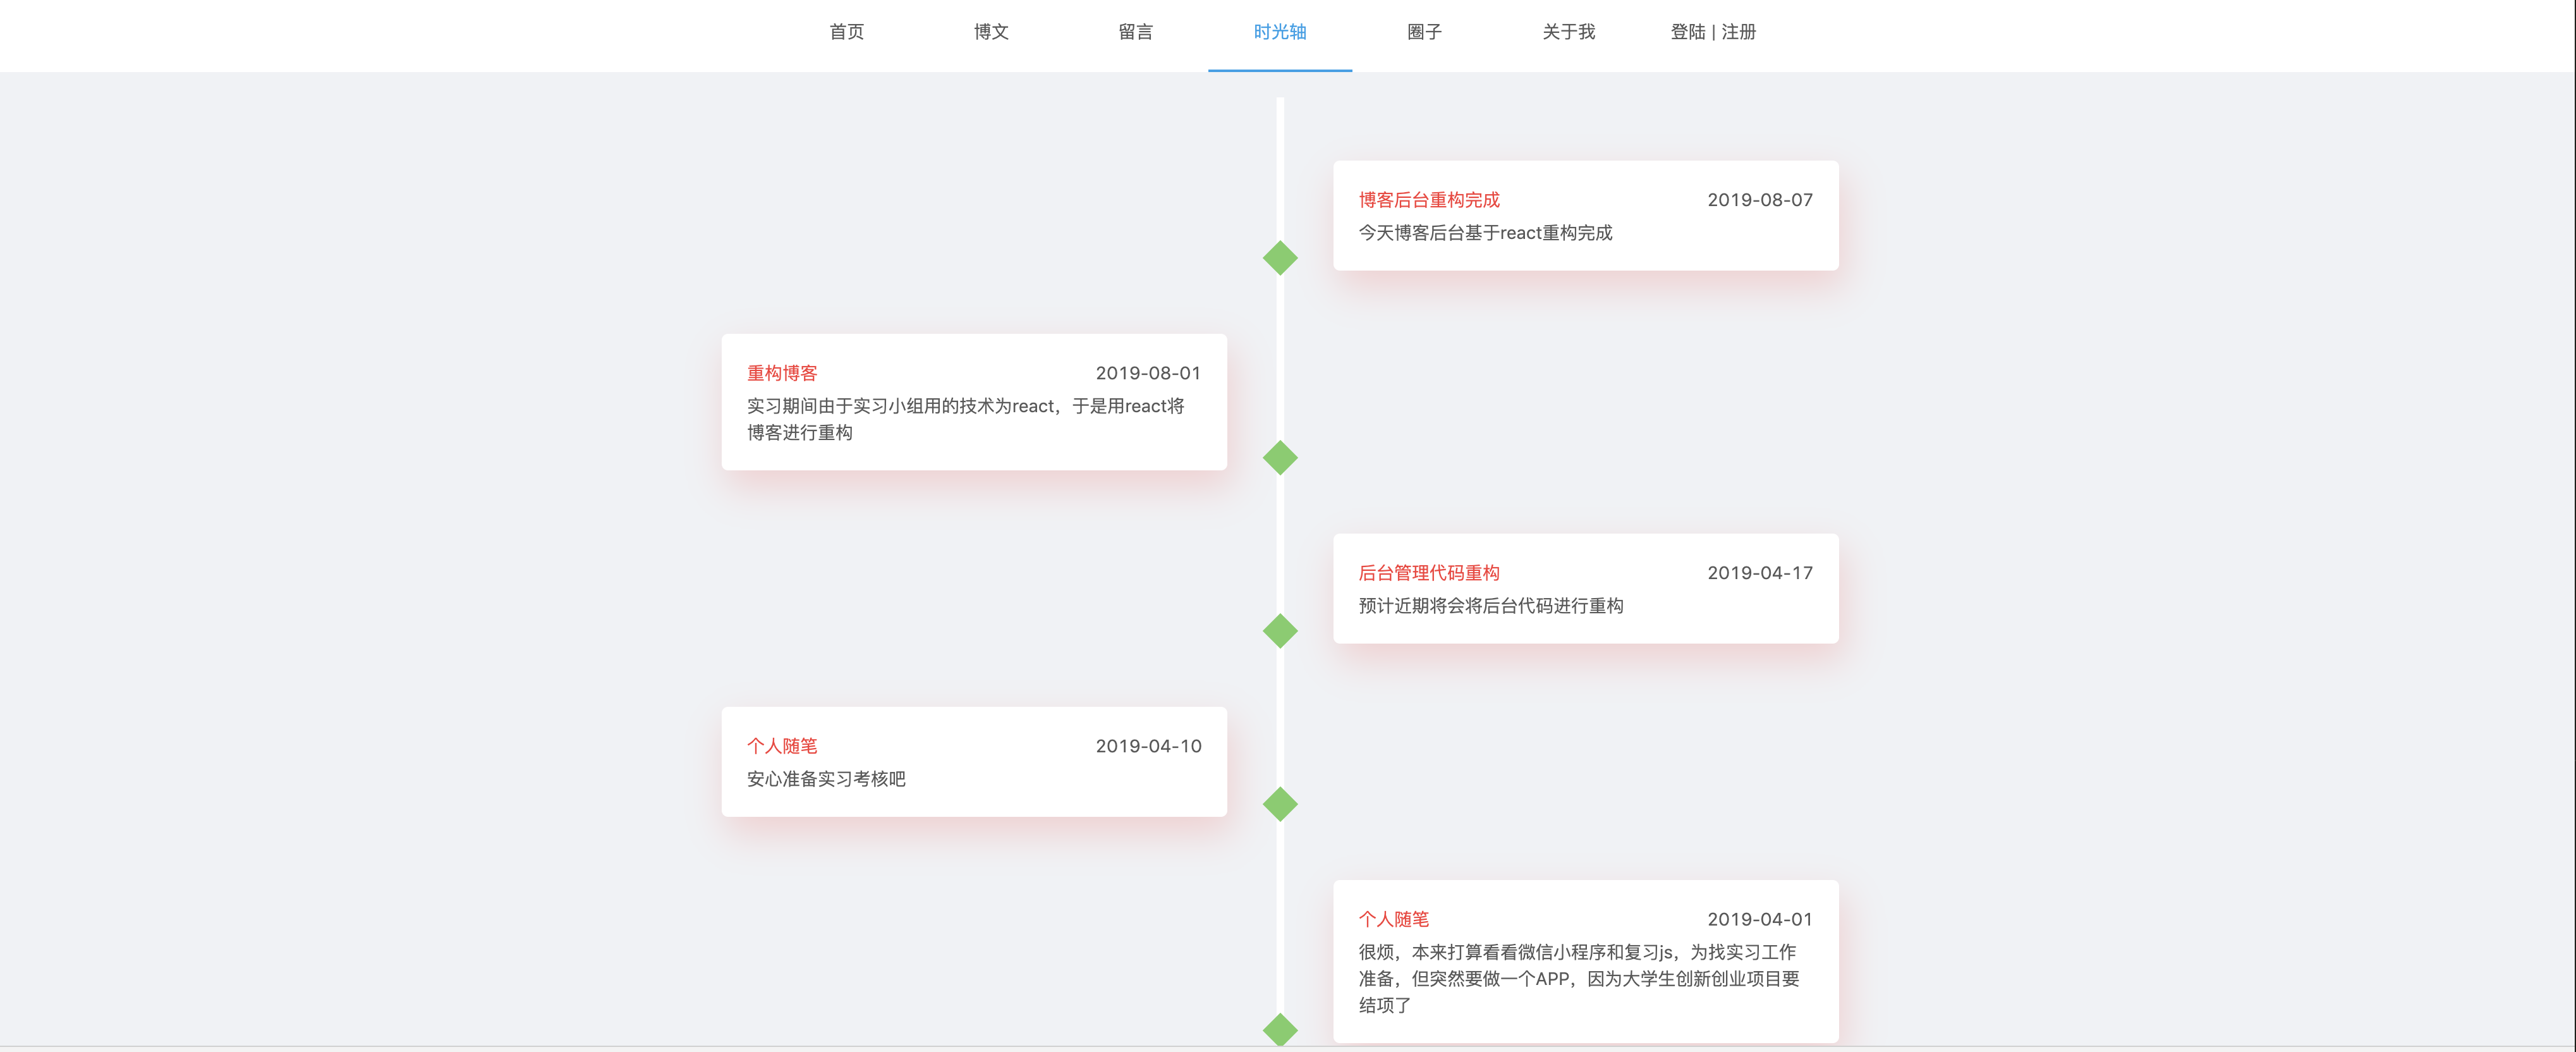 首页 博文 留言 时光轴 圈子 关于我 登陆 | 注册
博客后台重构完成 2019-08-07
今天博客后台基于react重构完成
重构博客 2019-08-01
实习期间由于实习小组用的技术为react，于是用react将
博客进行重构
后台管理代码重构 2019-04-17
预计近期将会将后台代码进行重构
个人随笔 2019-04-10
安心准备实习考核吧
个人随笔 2019-04-01
很烦，本来打算看看微信小程序和复习js，为找实习工作
准备，但突然要做一个APP，因为大学生创新创业项目要
结项了